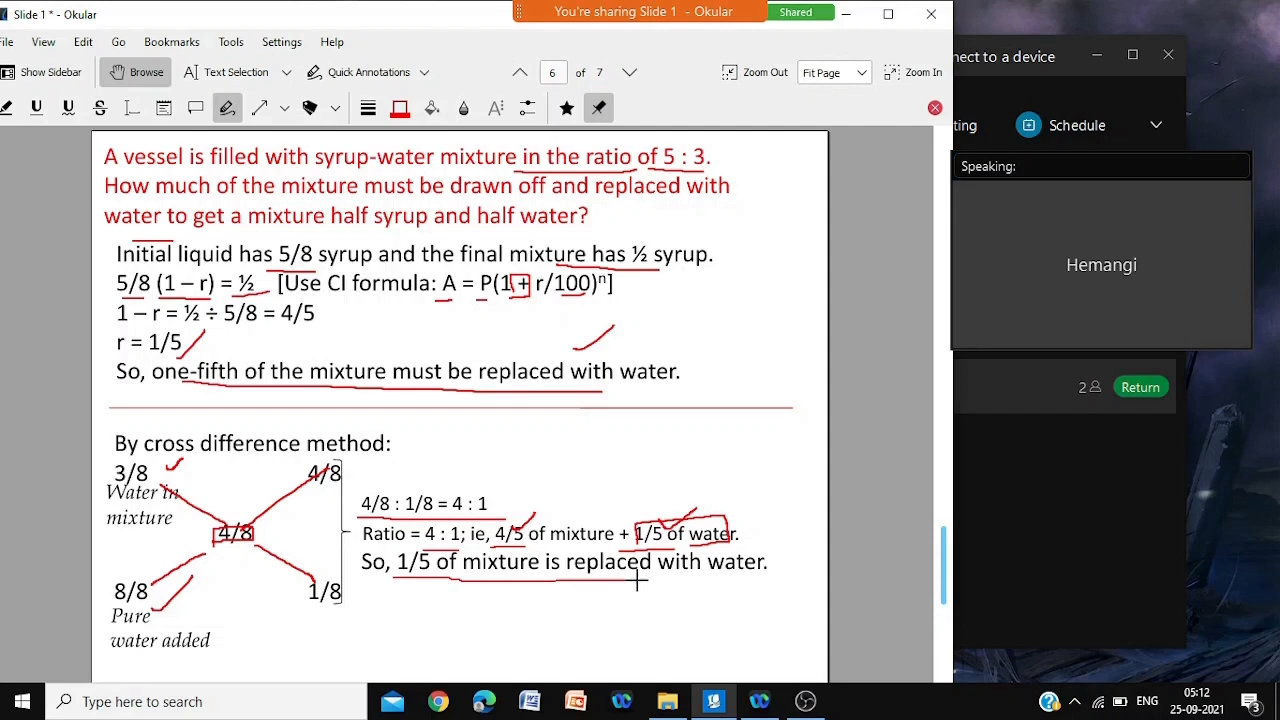 Slide 1 * - Okular
You're sharing Slide 1 - Okular
Shared
nect to a device
File View Edit Go Bookmarks Tools Settings Help
Show Sidebar Browse Text Selection Quick Annotations 6 of 7 Zoom Out Fit Page Zoom In
ting Schedule
Speaking:
Hemangi
2 Return
A vessel is filled with syrup-water mixture in the ratio of 5 : 3.
How much of the mixture must be drawn off and replaced with
water to get a mixture half syrup and half water?
Initial liquid has 5/8 syrup and the final mixture has ½ syrup.
5/8 (1 – r) = ½ [Use CI formula: A = P(1 + r/100)ⁿ]
1 – r = ½ ÷ 5/8 = 4/5
r = 1/5
So, one-fifth of the mixture must be replaced with water.
By cross difference method:
3/8 4/8
Water in
mixture
4/8
8/8 1/8
Pure
water added
4/8 : 1/8 = 4 : 1
Ratio = 4 : 1; ie, 4/5 of mixture + 1/5 of water.
So, 1/5 of mixture is replaced with water.
Type here to search
ENG
05:12
25-09-2021
3